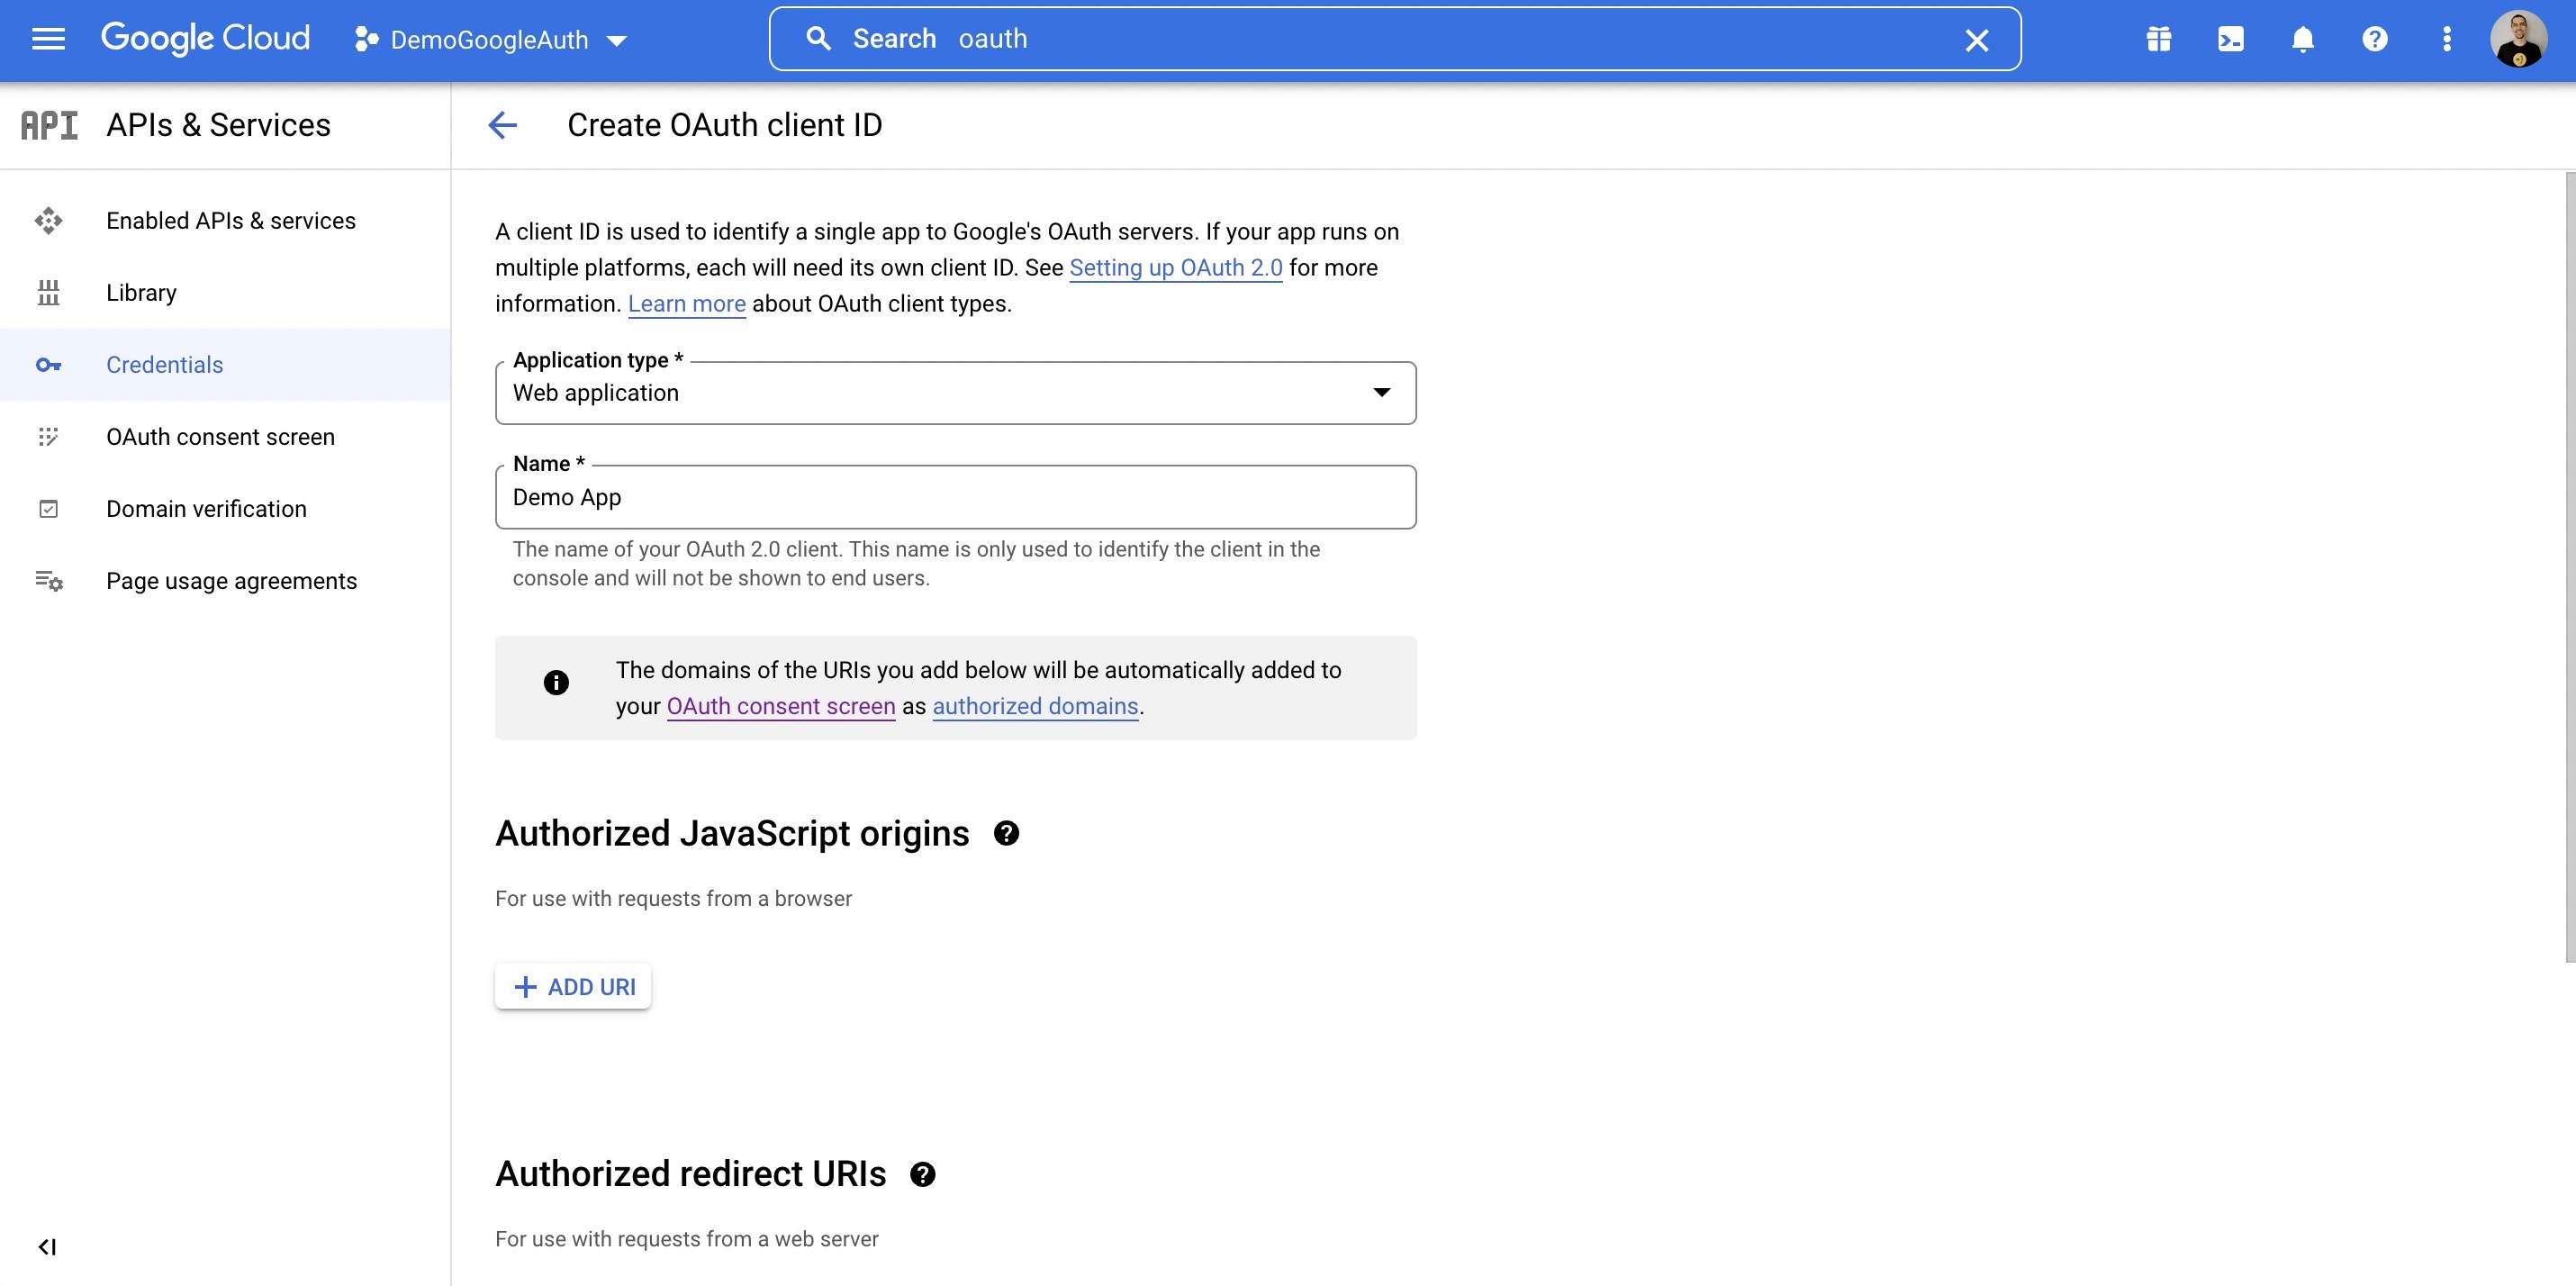 Google Cloud
DemoGoogleAuth
Search oauth
API
APIs & Services
Create OAuth client ID
Enabled APIs & services
Library
Credentials
OAuth consent screen
Domain verification
Page usage agreements
A client ID is used to identify a single app to Google's OAuth servers. If your app runs on
multiple platforms, each will need its own client ID. See Setting up OAuth 2.0 for more
information. Learn more about OAuth client types.
Application type *
Web application
Name *
Demo App
The name of your OAuth 2.0 client. This name is only used to identify the client in the
console and will not be shown to end users.
The domains of the URIs you add below will be automatically added to
your OAuth consent screen as authorized domains.
Authorized JavaScript origins
For use with requests from a browser
ADD URI
Authorized redirect URIs
For use with requests from a web server